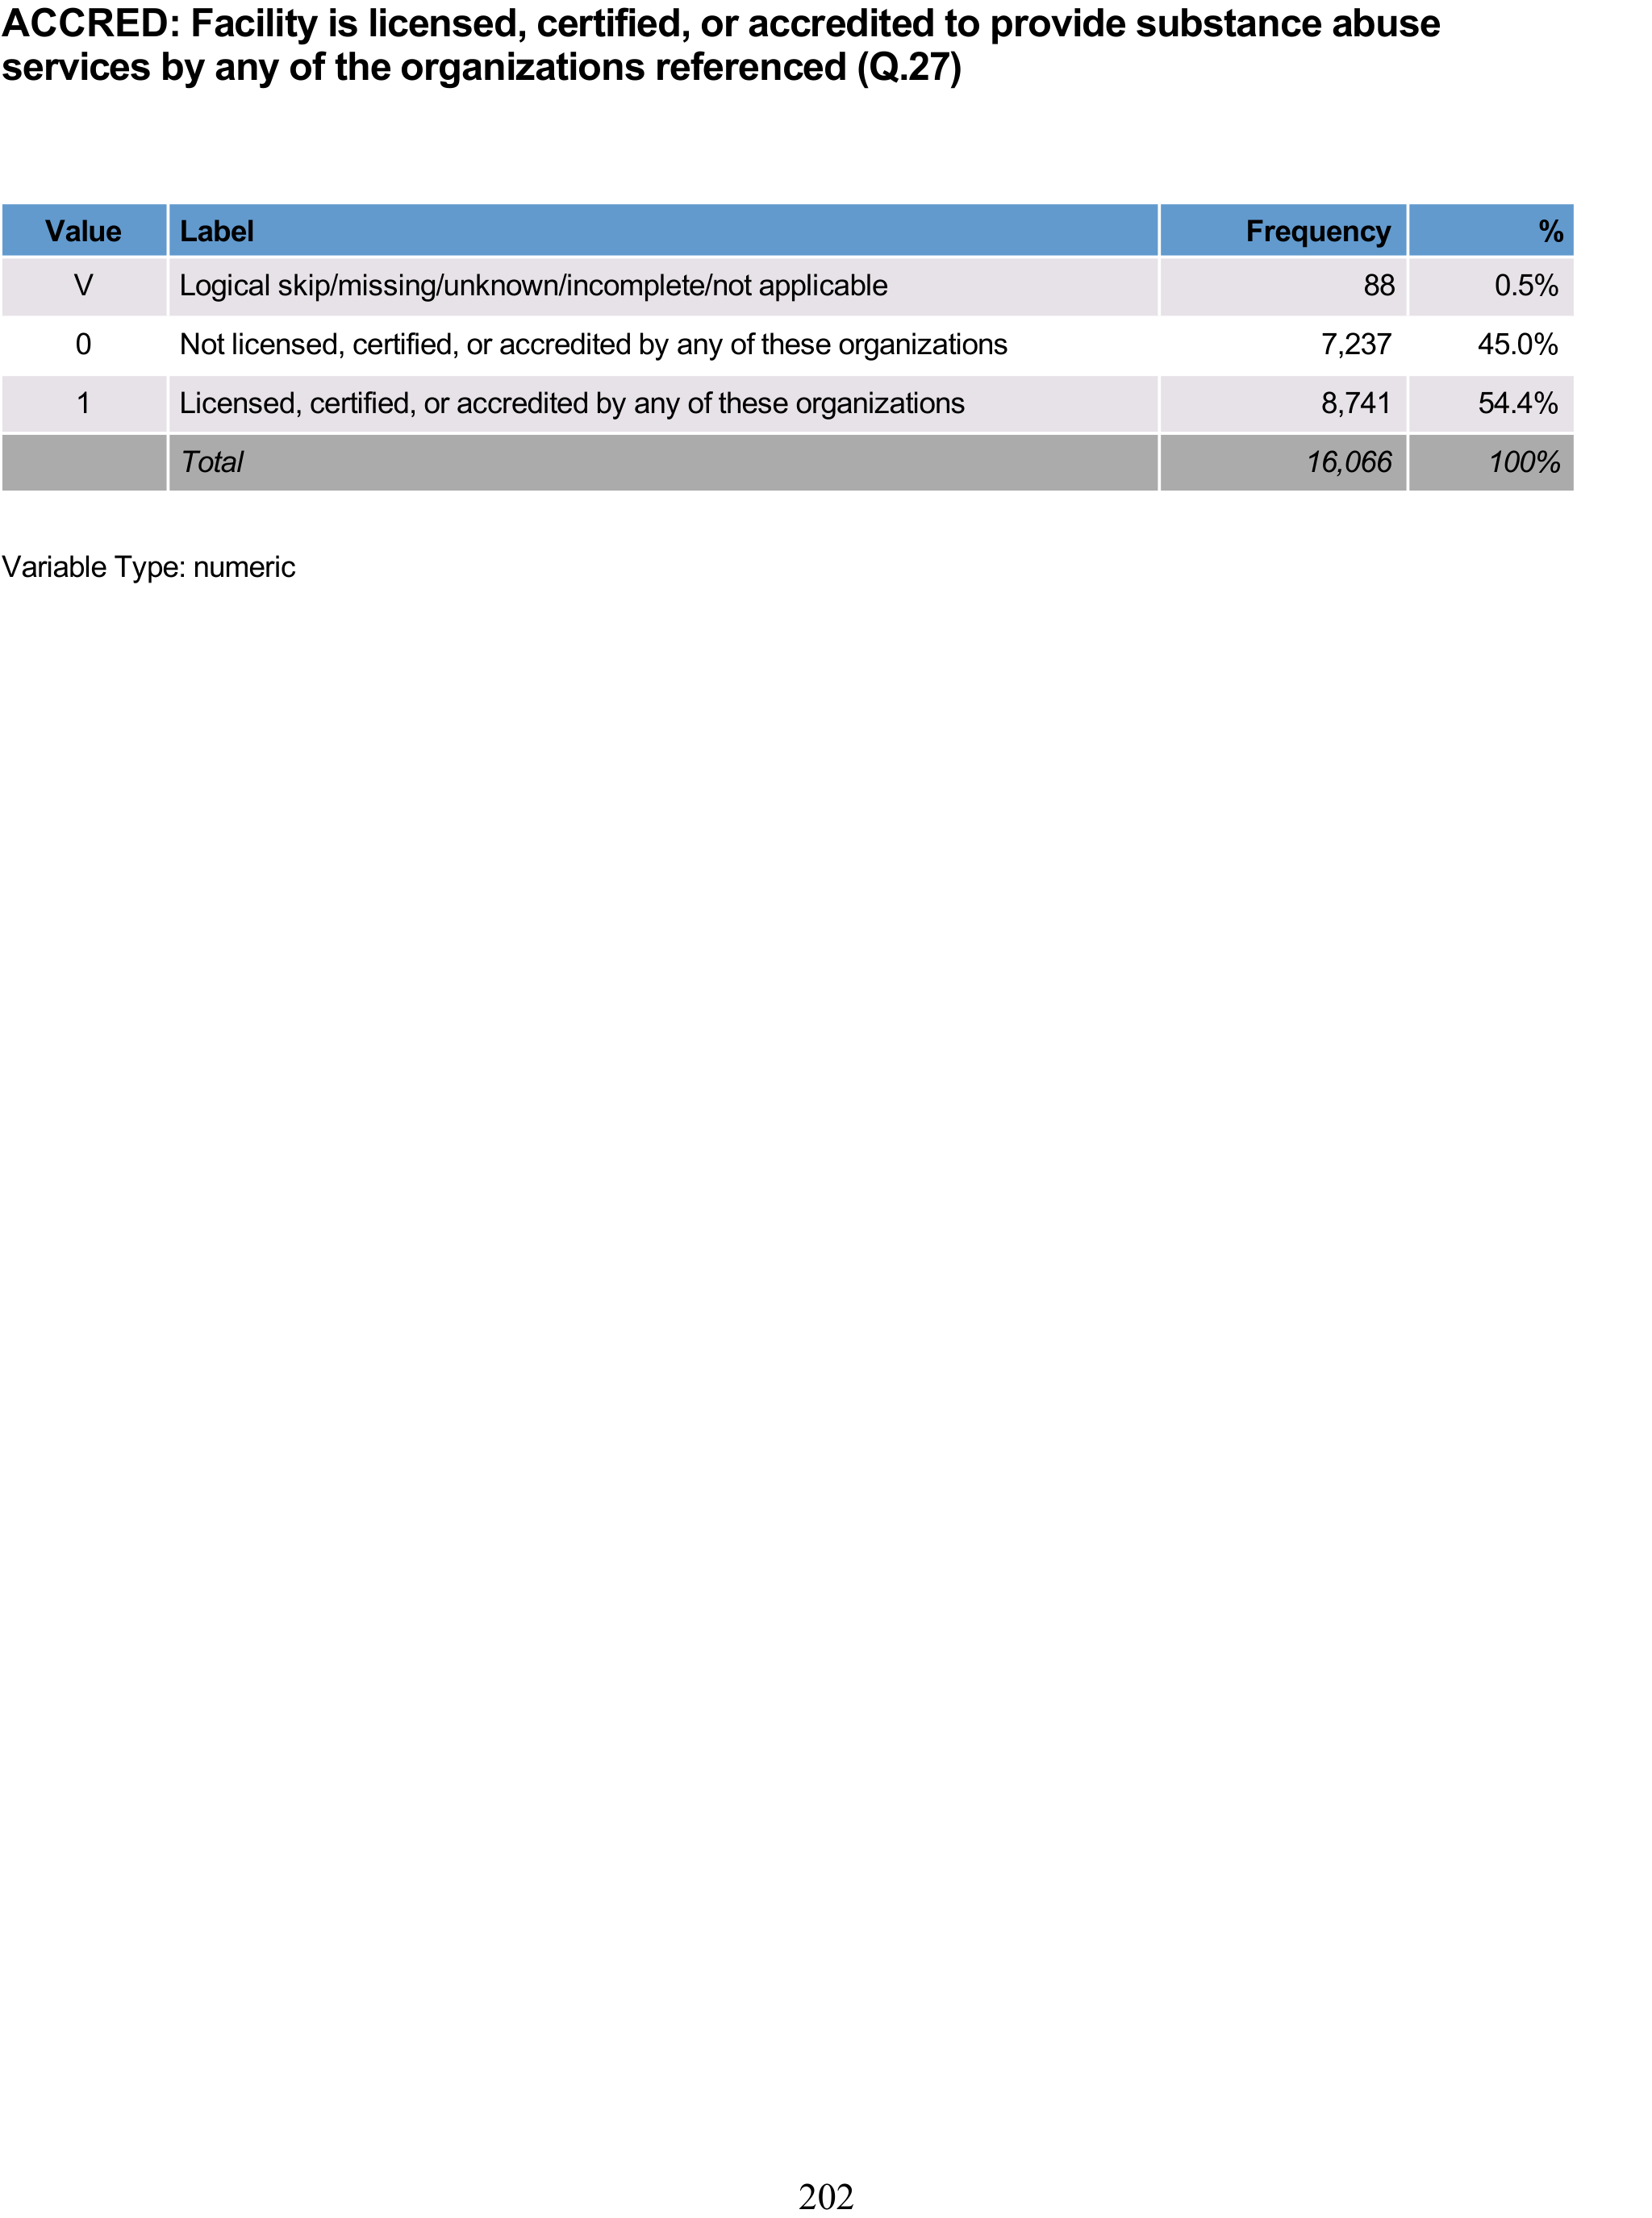 ACCRED: Facility is licensed, certified, or accredited to provide substance abuse
services by any of the organizations referenced (Q.27)
Value Label Frequency %
V Logical skip/missing/unknown/incomplete/not applicable 88 0.5%
0 Not licensed, certified, or accredited by any of these organizations 7,237 45.0%
1 Licensed, certified, or accredited by any of these organizations 8,741 54.4%
Total 16,066 100%
Variable Type: numeric
202